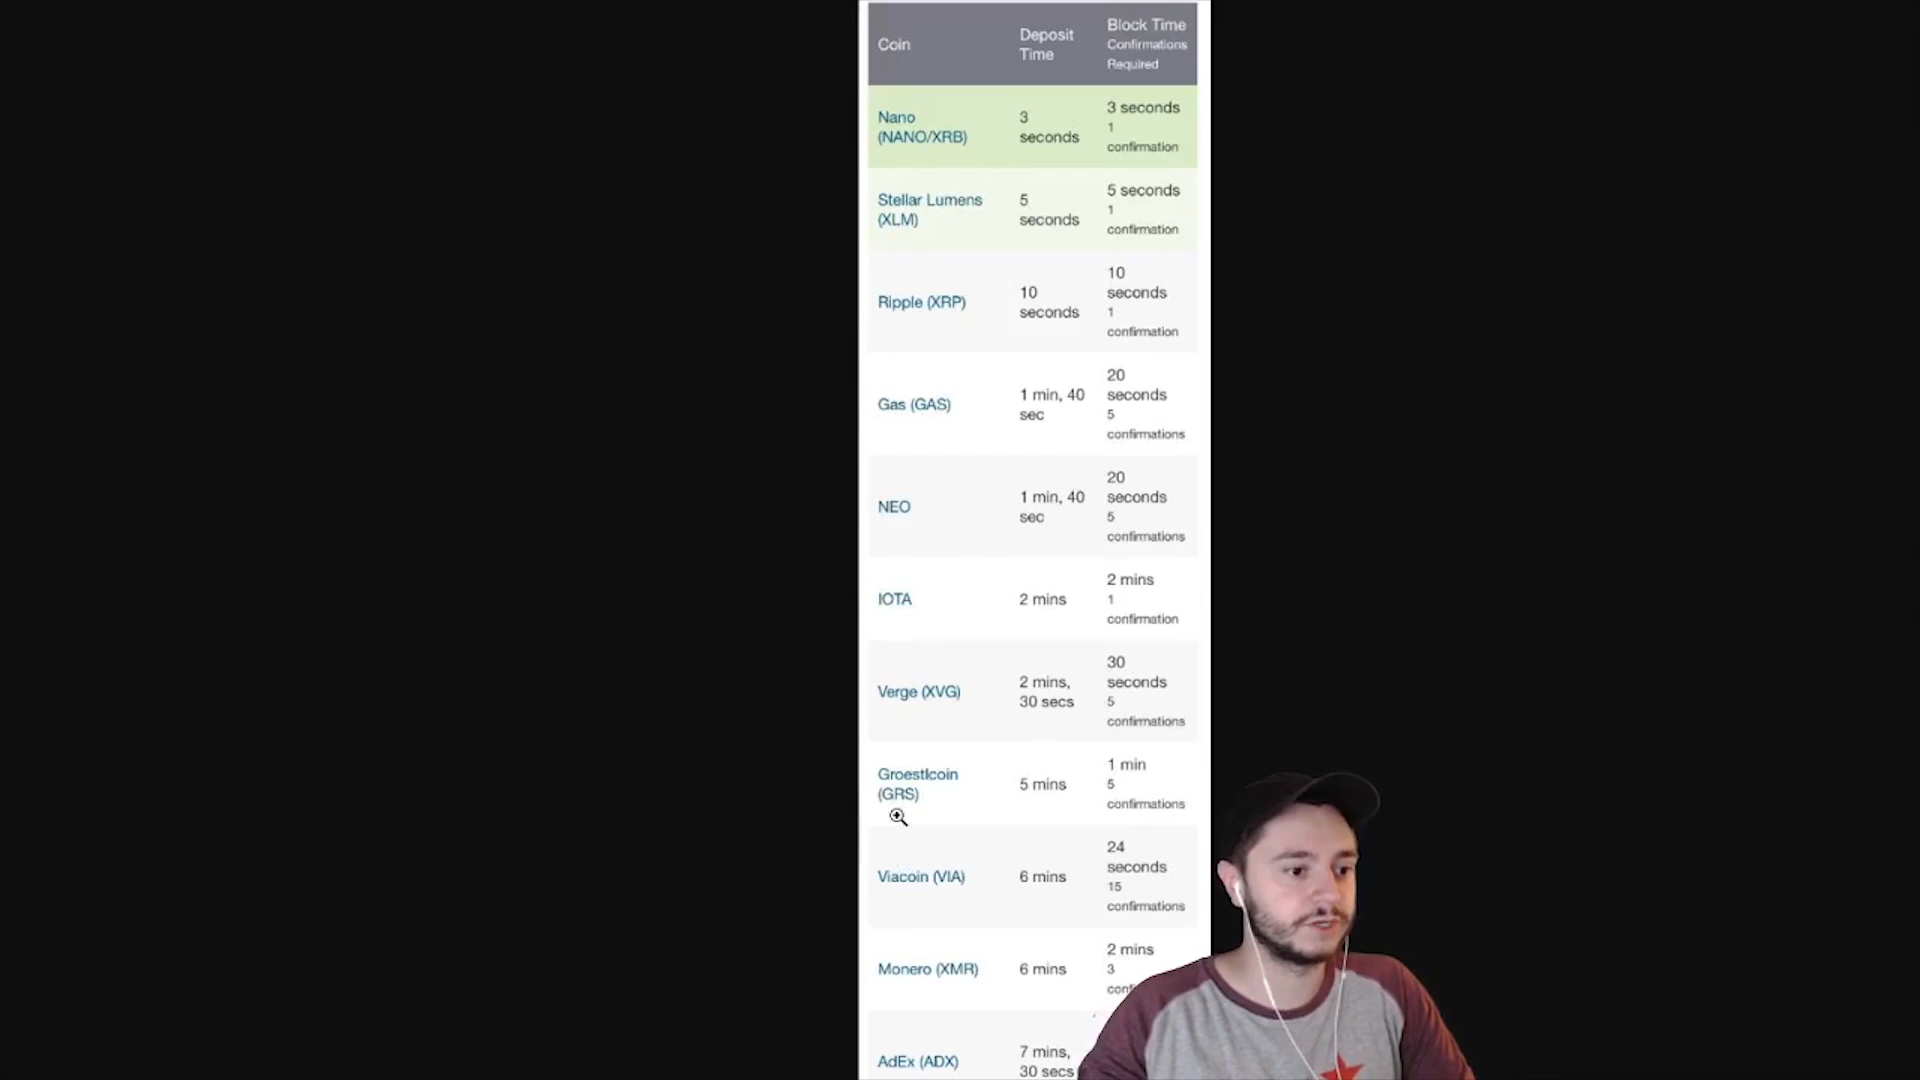 Coin
Deposit
Time
Block Time
Confirmations
Required
Nano
(NANO/XRB)
3
seconds
3 seconds
1
confirmation
Stellar Lumens
(XLM)
5
seconds
5 seconds
1
confirmation
Ripple (XRP)
10
seconds
10
seconds
1
confirmation
Gas (GAS)
1 min, 40
sec
20
seconds
5
confirmations
NEO
1 min, 40
sec
20
seconds
5
confirmations
IOTA
2 mins
2 mins
1
confirmation
Verge (XVG)
2 mins,
30 secs
30
seconds
5
confirmations
Groestlcoin
(GRS)
5 mins
1 min
5
confirmations
Viacoin (VIA)
6 mins
24
seconds
15
confirmations
Monero (XMR)
6 mins
2 mins
3
AdEx (ADX)
7 mins,
30 secs